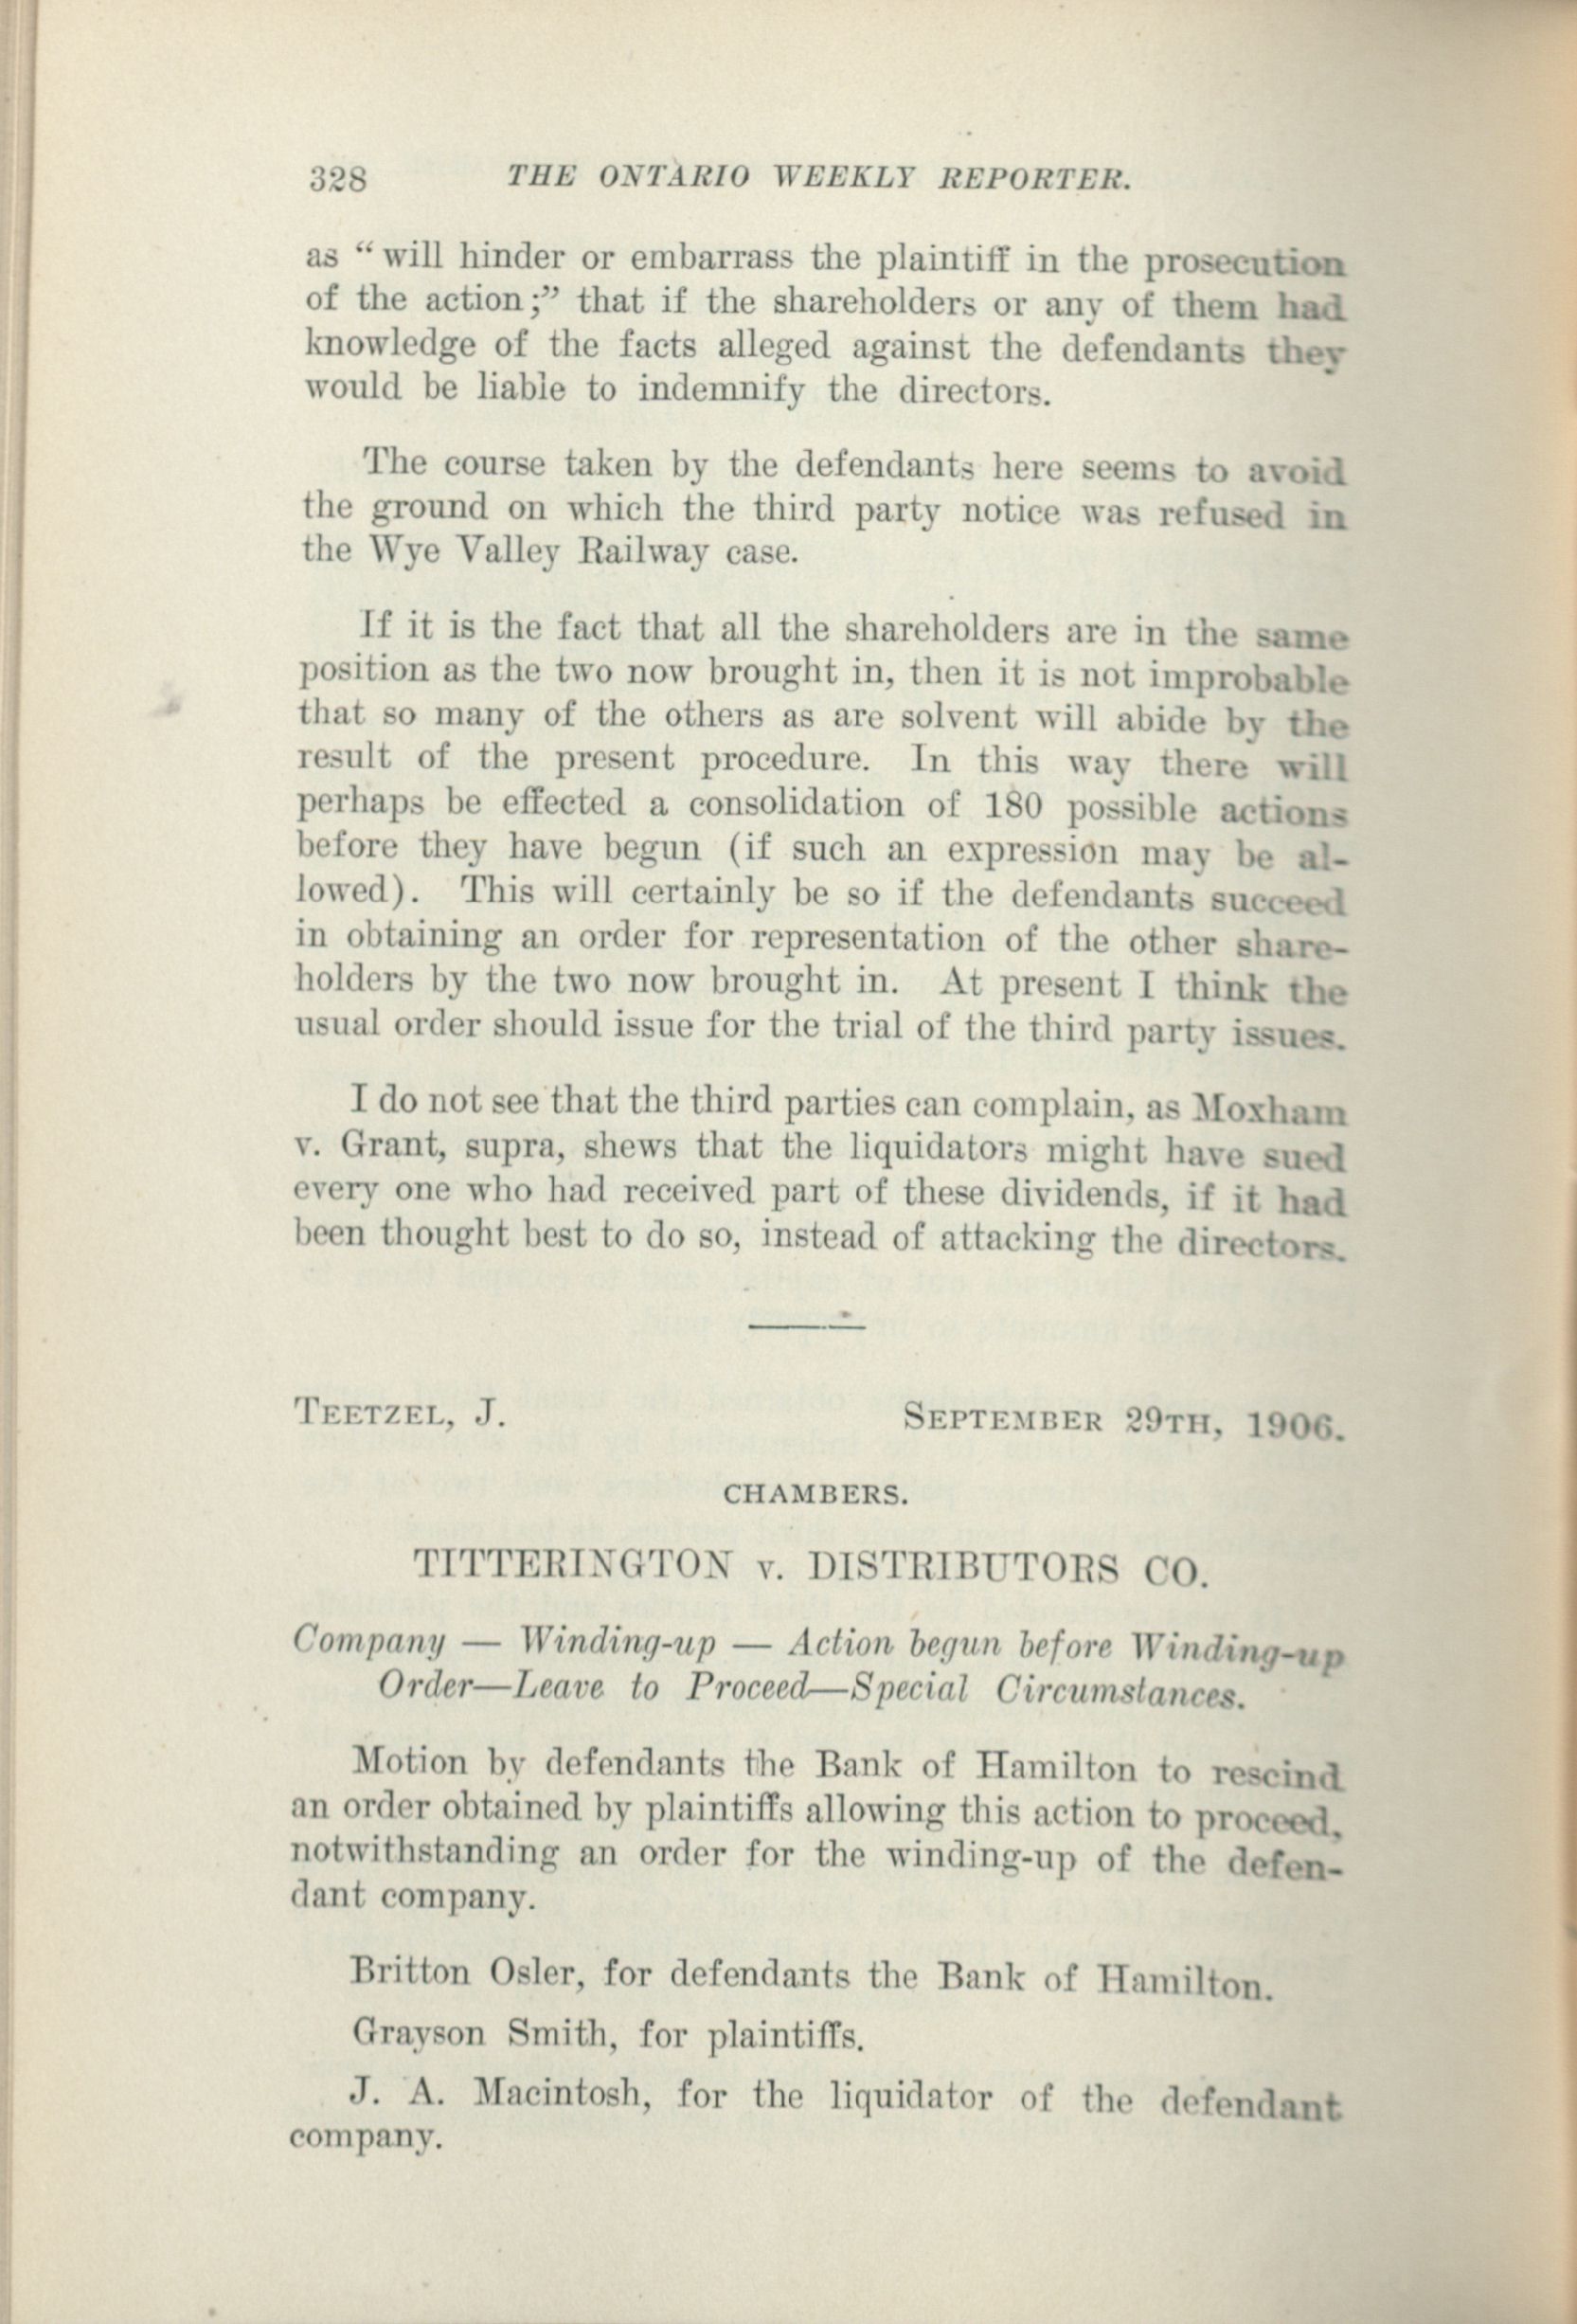 328 THE ONTARIO WEEKLY REPORTER.
as "will hinder or embarrass the plaintiff in the prosecution
of the action;" that if the shareholders or any of them had
knowledge of the facts alleged against the defendants they
would be liable to indemnify the directors.
The course taken by the defendants here seems to avoid
the ground on which the third party notice was refused in
the Wye Valley Railway case.
If it is the fact that all the shareholders are in the same
position as the two now brought in, then it is not improbable
that so many of the others as are solvent will abide by the
result of the present procedure. In this way there will
perhaps be effected a consolidation of 180 possible actions
before they have begun (if such an expression may be al-
lowed). This will certainly be so if the defendants succeed
in obtaining an order for representation of the other share-
holders by the two now brought in. At present I think the
usual order should issue for the trial of the third party issues.
I do not see that the third parties can complain, as Moxham
v. Grant, supra, shews that the liquidators might have sued
every one who had received part of these dividends, if it had
been thought best to do so, instead of attacking the directors.
TEETZEL, J. SEPTEMBER 29TH, 1906.
CHAMBERS.
TITTERINGTON v. DISTRIBUTORS CO.
Company — Winding-up — Action begun before Winding-up
Order—Leave to Proceed—Special Circumstances.
Motion by defendants the Bank of Hamilton to rescind
an order obtained by plaintiffs allowing this action to proceed,
notwithstanding an order for the winding-up of the defen-
dant company.
Britton Osler, for defendants the Bank of Hamilton.
Grayson Smith, for plaintiffs.
J. A. Macintosh, for the liquidator of the defendant
company.